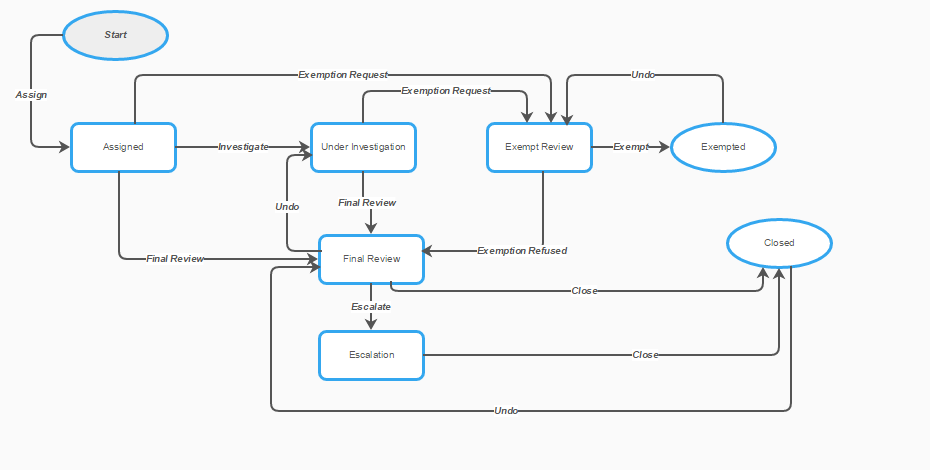 Start
Exemption Request
Undo
Exemption Request
Assign
Assigned
Investigate
Under Investigation
Exempt Review
Exempt
Exempted
Undo
Final Review
Closed
Final Review
Final Review
Exemption Refused
Close
Escalate
Escalation
Close
Undo